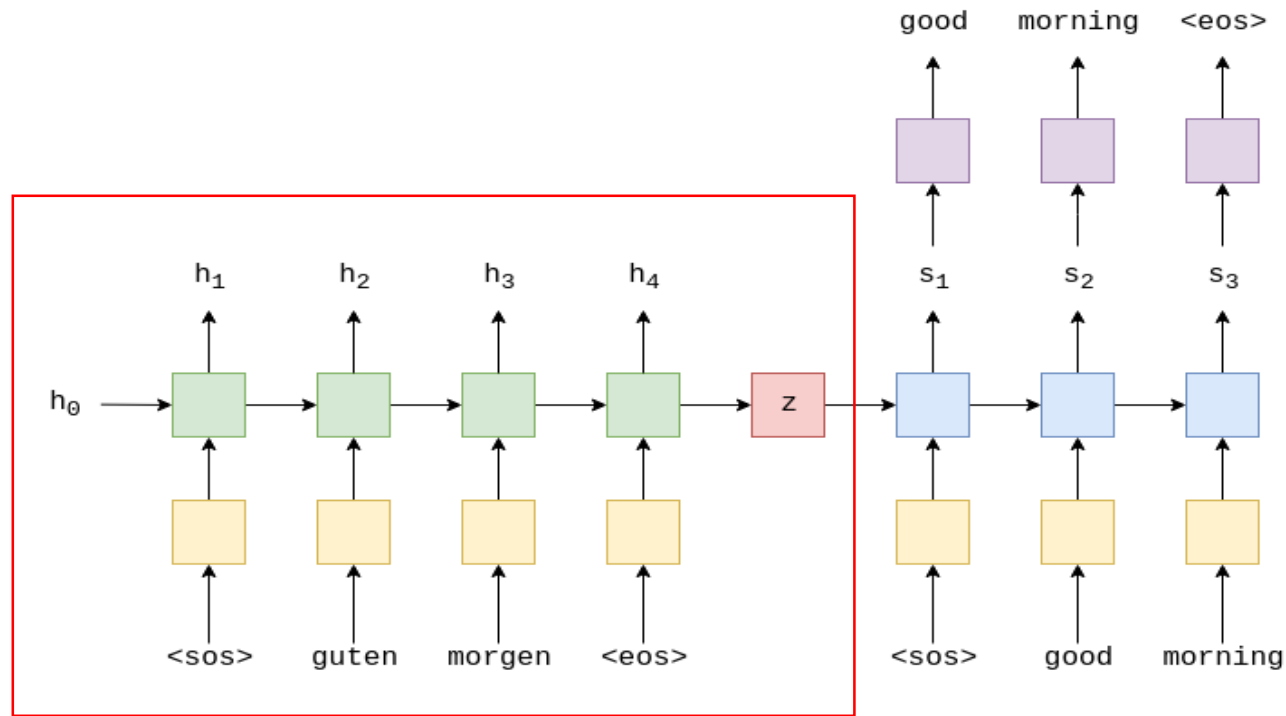 good morning <eos>
h₁ h₂ h₃ h₄ s₁ s₂ s₃
h₀ z
<sos> guten morgen <eos> <sos> good morning